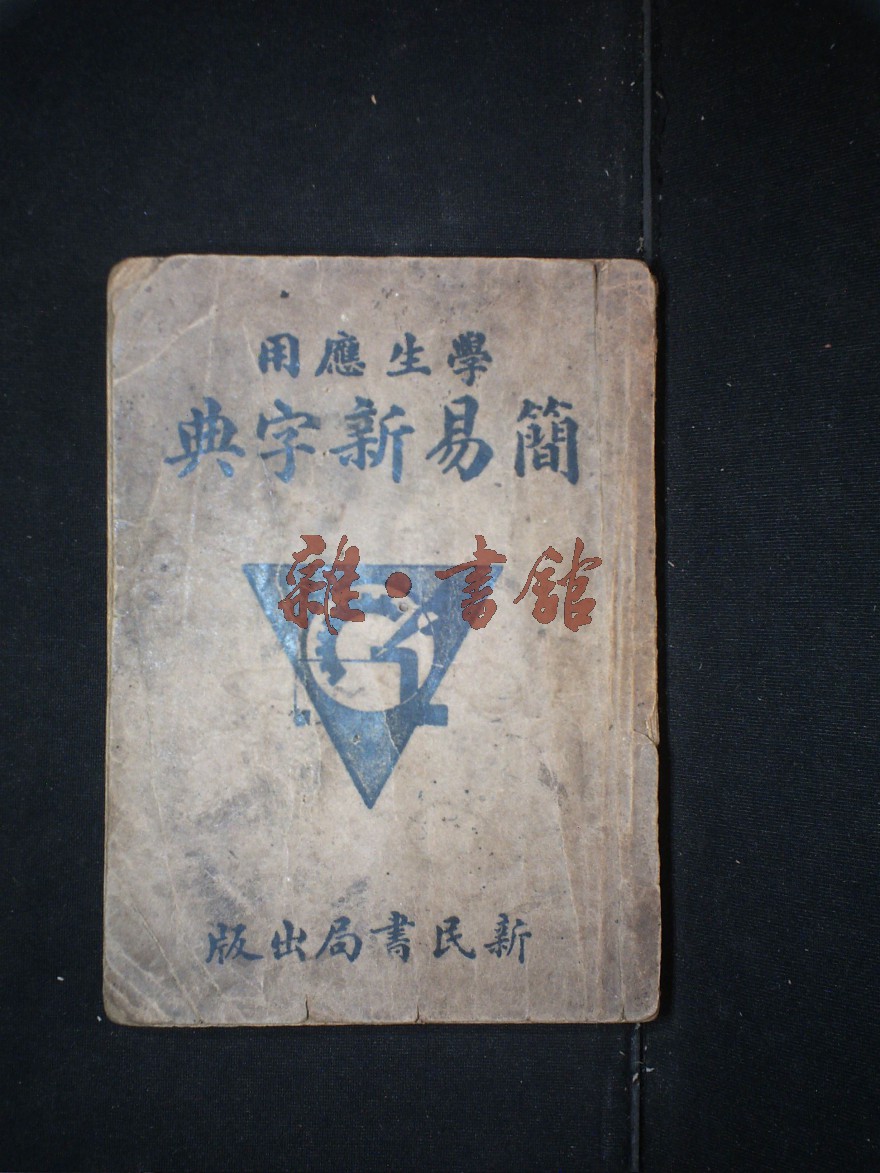 學生應用
簡易新字典
雜·書館
新民書局出版